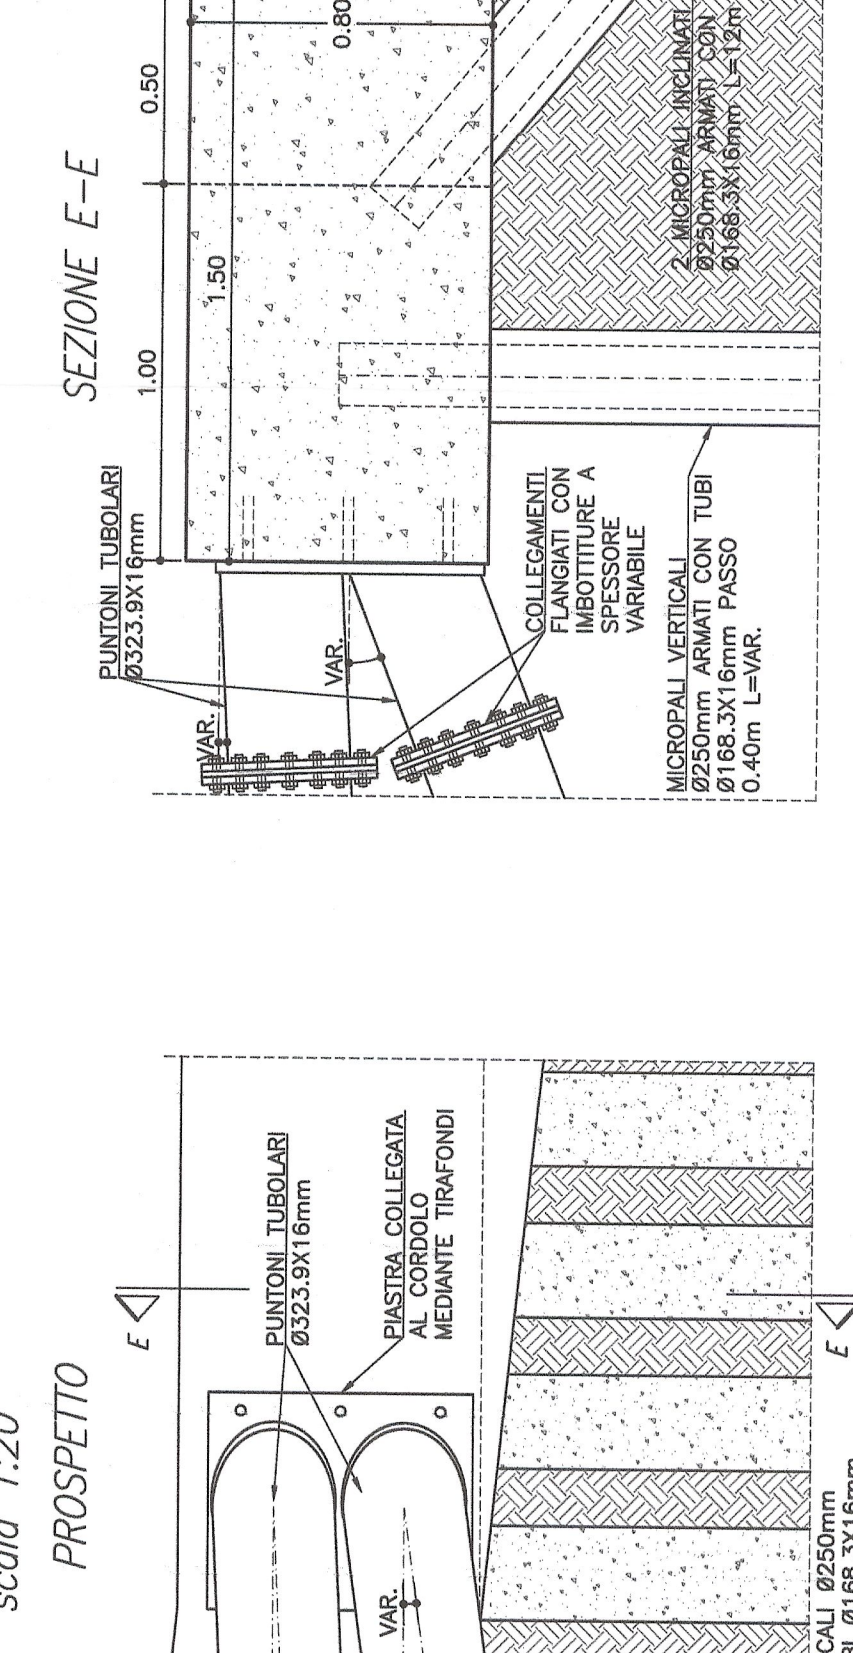 scala 1:20
PROSPETTO
E
PUNTONI TUBOLARI
Ø323.9X16mm
PIASTRA COLLEGATA
AL CORDOLO
MEDIANTE TIRAFONDI
VAR.
E
CALI Ø250mm
Ø168.3X16mm
SEZIONE E-E
PUNTONI TUBOLARI
Ø323.9X16mm
1.00
0.50
1.50
0.80
VAR.
VAR.
COLLEGAMENTI
FLANGIATI CON
IMBOTTITURE A
SPESSORE
VARIABILE
MICROPALI VERTICALI
Ø250mm ARMATI CON TUBI
Ø168.3X16mm PASSO
0.40m L=VAR.
2 MICROPALI INCLINATI
Ø250mm ARMATI CON
Ø168.3X16mm L=12m